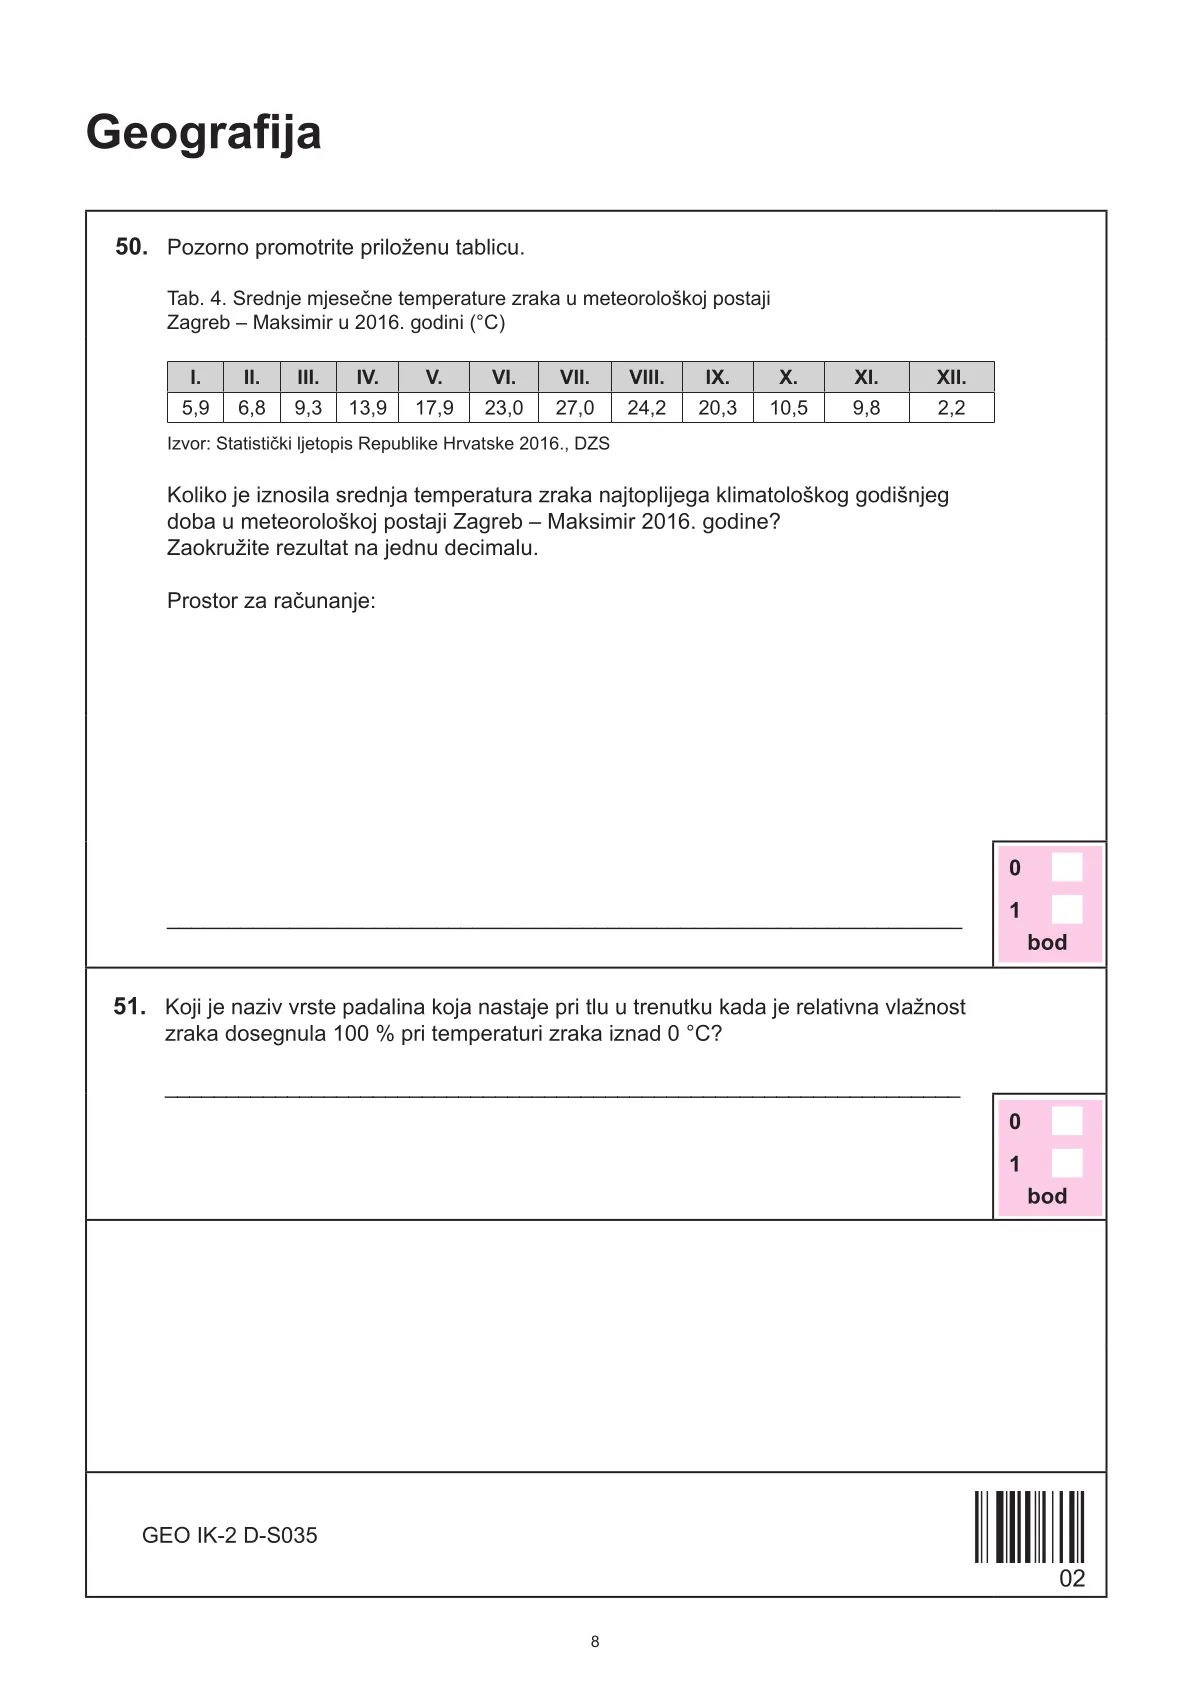 Geografija
50. Pozorno promotrite priloženu tablicu.
Tab. 4. Srednje mjesečne temperature zraka u meteorološkoj postaji
Zagreb – Maksimir u 2016. godini (°C)
I. II. III. IV. V. VI. VII. VIII. IX. X. XI. XII.
5,9 6,8 9,3 13,9 17,9 23,0 27,0 24,2 20,3 10,5 9,8 2,2
Izvor: Statistički ljetopis Republike Hrvatske 2016., DZS
Koliko je iznosila srednja temperatura zraka najtoplijega klimatološkog godišnjeg
doba u meteorološkoj postaji Zagreb – Maksimir 2016. godine?
Zaokružite rezultat na jednu decimalu.
Prostor za računanje:
0
1
bod
51. Koji je naziv vrste padalina koja nastaje pri tlu u trenutku kada je relativna vlažnost
zraka dosegnula 100 % pri temperaturi zraka iznad 0 °C?
0
1
bod
GEO IK-2 D-S035
02
8